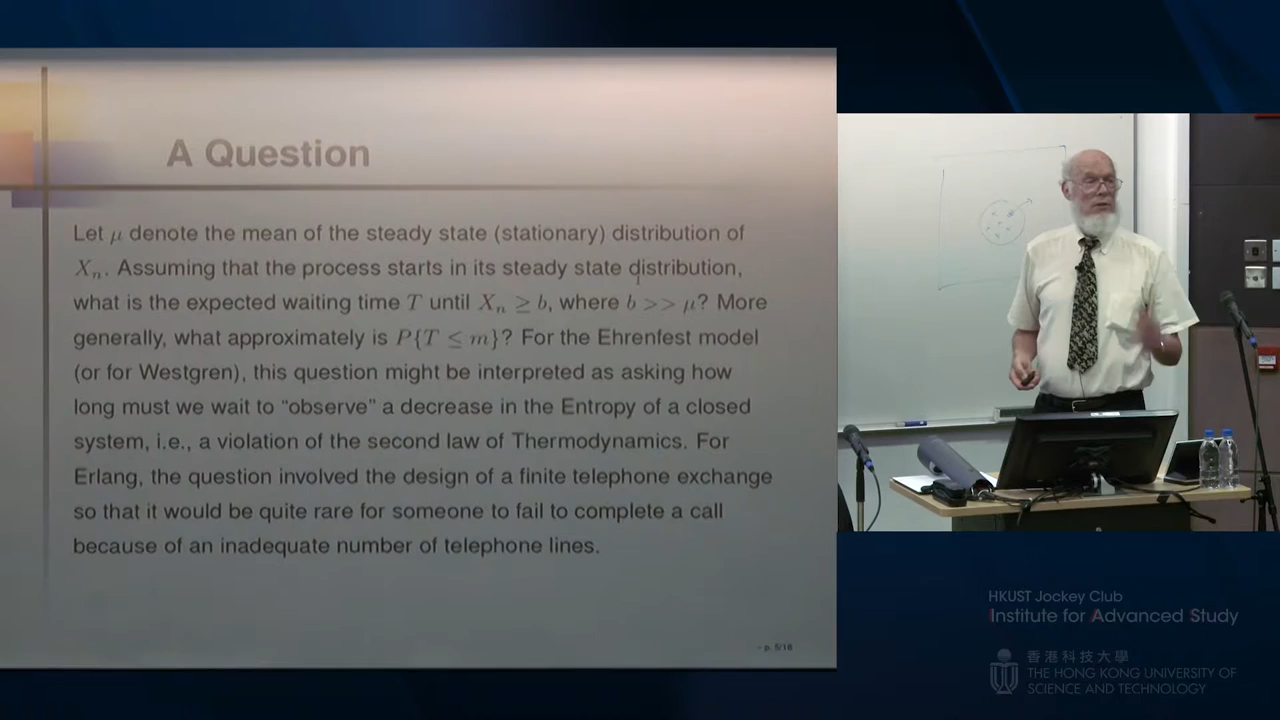 A Question
Let μ denote the mean of the steady state (stationary) distribution of
Xₙ. Assuming that the process starts in its steady state distribution,
what is the expected waiting time T until Xₙ ≥ b, where b >> μ? More
generally, what approximately is P{T ≤ m}? For the Ehrenfest model
(or for Westgren), this question might be interpreted as asking how
long must we wait to “observe” a decrease in the Entropy of a closed
system, i.e., a violation of the second law of Thermodynamics. For
Erlang, the question involved the design of a finite telephone exchange
so that it would be quite rare for someone to fail to complete a call
because of an inadequate number of telephone lines.
- p. 5/18
HKUST Jockey Club
Institute for Advanced Study
香港科技大學
THE HONG KONG UNIVERSITY OF
SCIENCE AND TECHNOLOGY